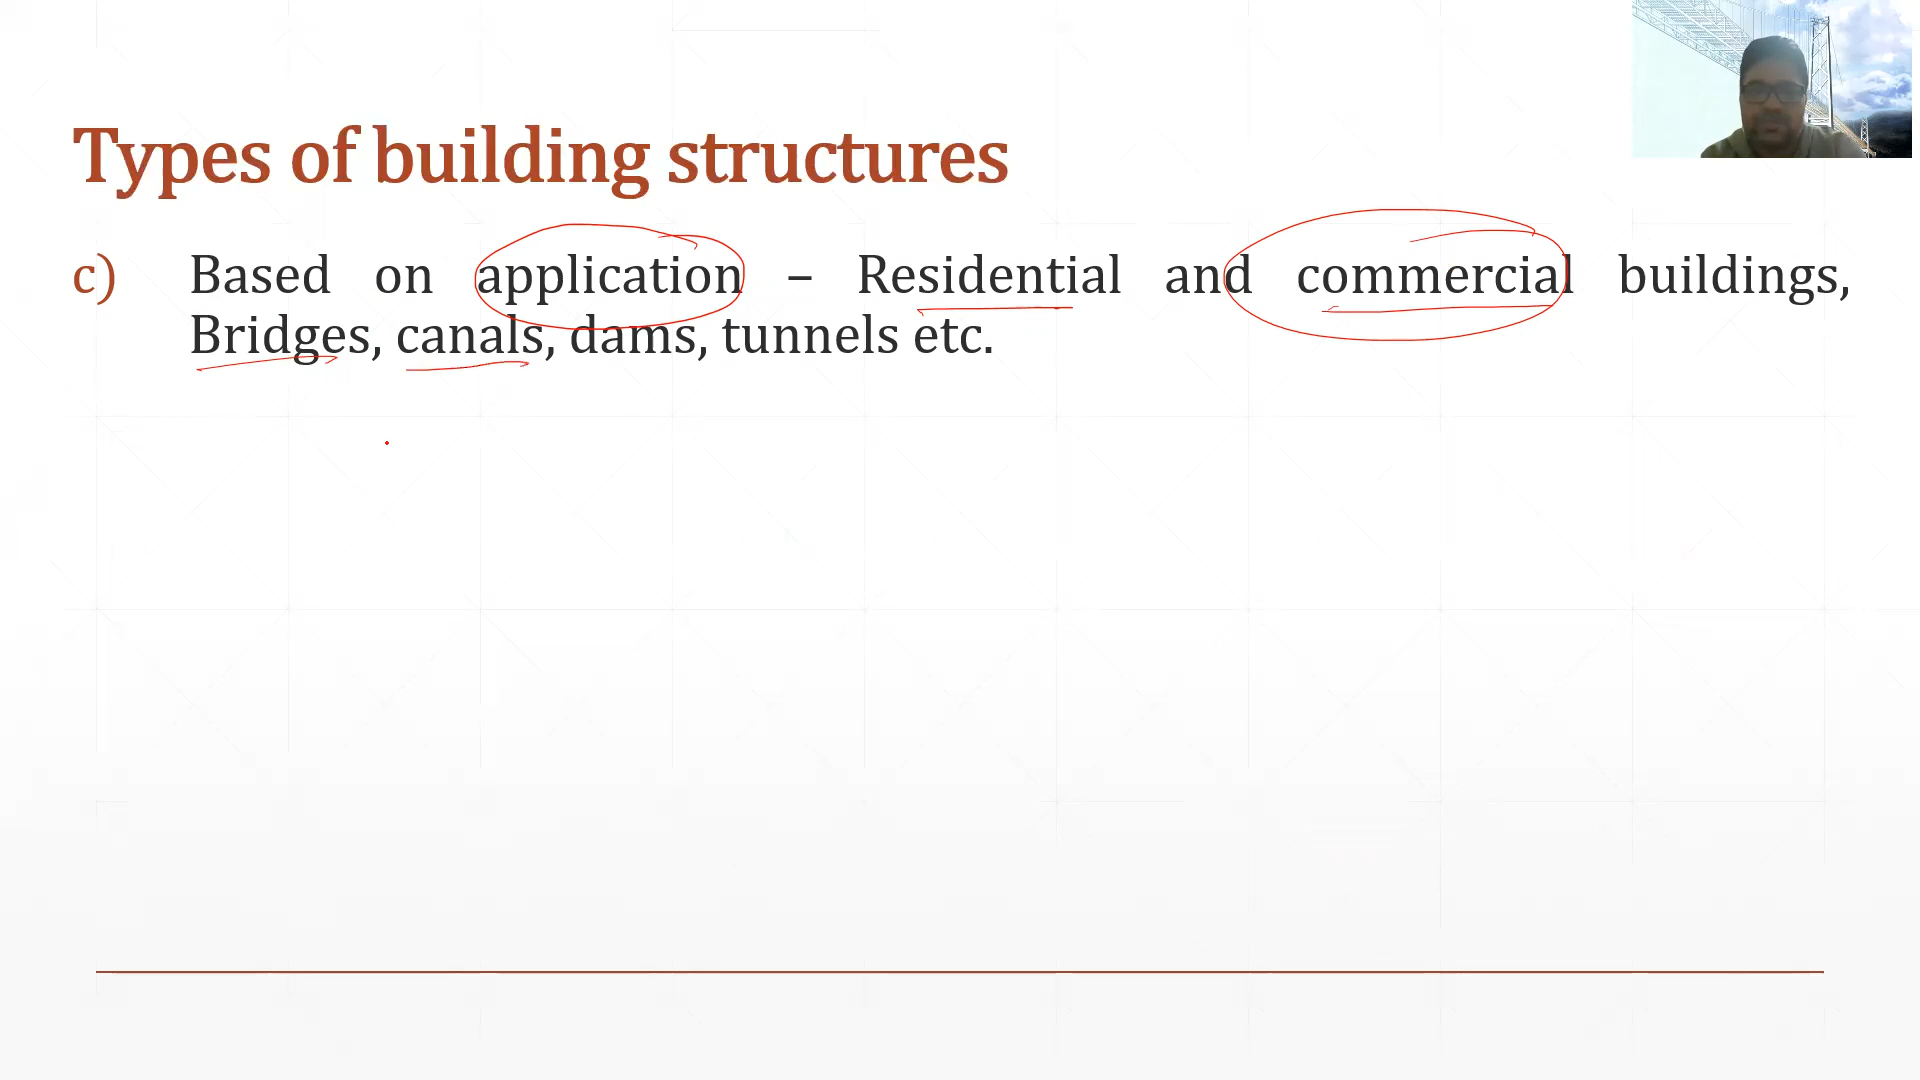 Types of building structures
c) Based on application – Residential and commercial buildings,
Bridges, canals, dams, tunnels etc.